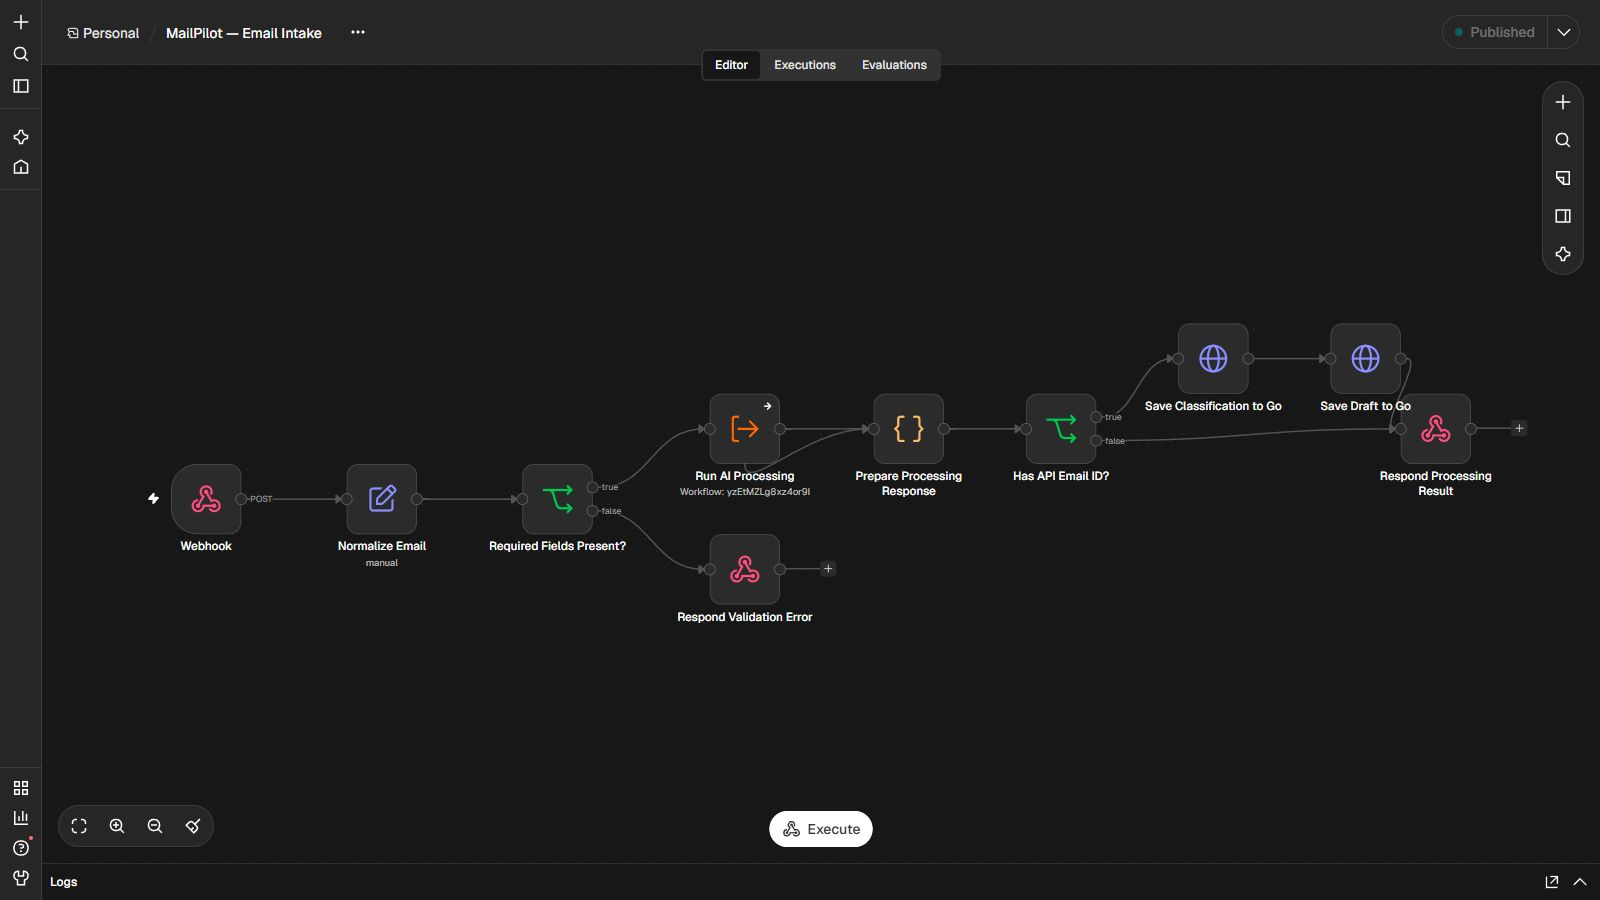 Personal / MailPilot — Email Intake
Published
Editor Executions Evaluations
Save Classification to Go
Save Draft to Go
true
false
true
Run AI Processing
Workflow: yzEtMZLg8xz4or9l
Prepare Processing
Response
Has API Email ID?
Respond Processing
Result
POST
false
Webhook
Normalize Email
manual
Required Fields Present?
Respond Validation Error
Execute
Logs